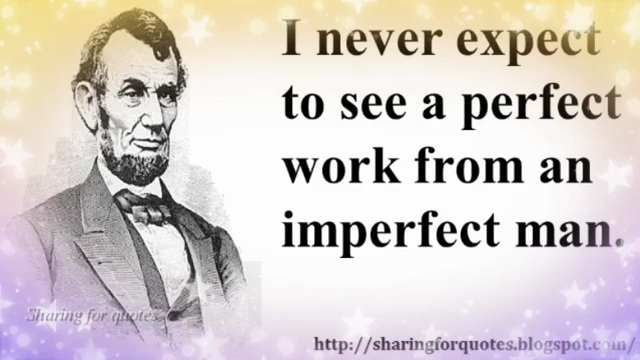 I never expect
to see a perfect
work from an
imperfect man.
Sharing for quotes
http://sharingforquotes.blogspot.com/